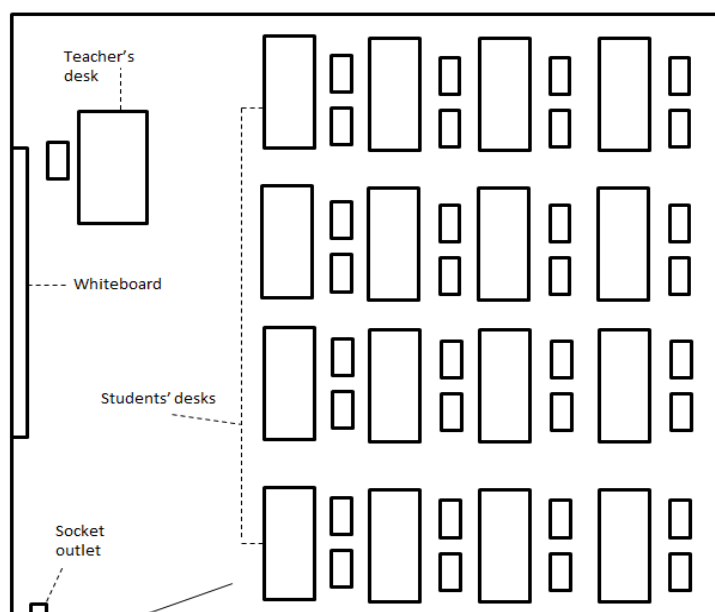 Teacher's
desk
Whiteboard
Students' desks
Socket
outlet